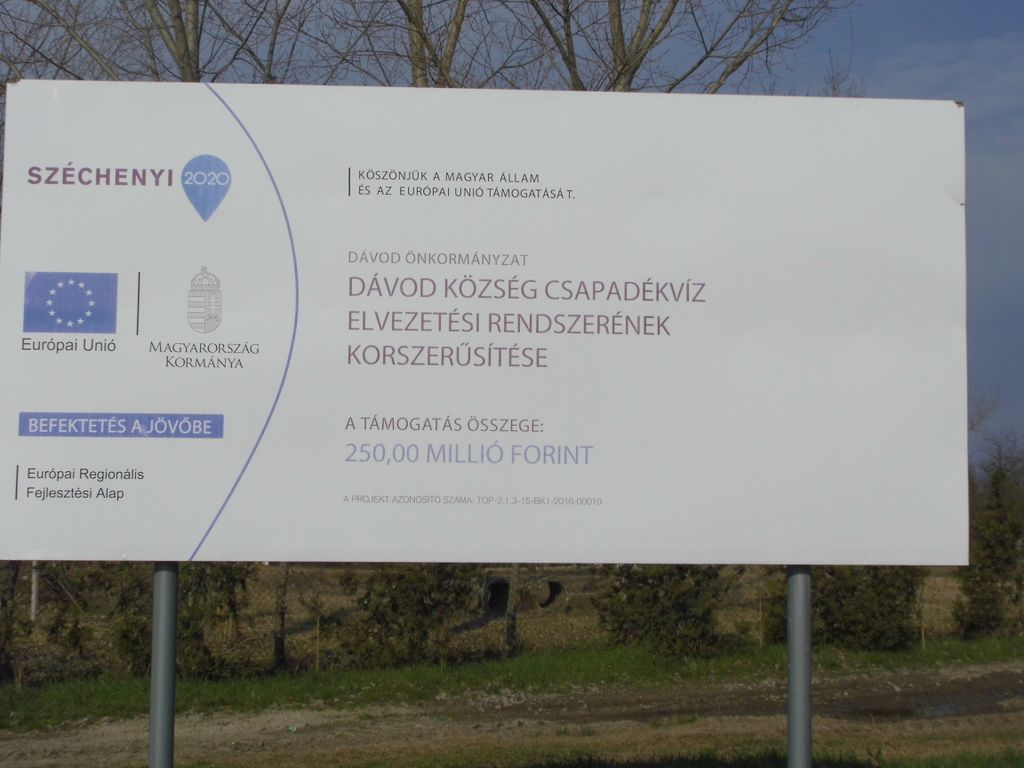 SZÉCHENYI 2020
Európai Unió
MAGYARORSZÁG
KORMÁNYA
BEFEKTETÉS A JÖVŐBE
Európai Regionális
Fejlesztési Alap
KÖSZÖNJÜK A MAGYAR ÁLLAM
ÉS AZ EURÓPAI UNIÓ TÁMOGATÁSÁT.
DÁVOD ÖNKORMÁNYZAT
DÁVOD KÖZSÉG CSAPADÉKVÍZ
ELVEZETÉSI RENDSZERÉNEK
KORSZERŰSÍTÉSE
A TÁMOGATÁS ÖSSZEGE:
250,00 MILLIÓ FORINT
A PROJEKT AZONOSÍTÓ SZÁMA: TOP-2.1.3-15-BK1-2016-00010